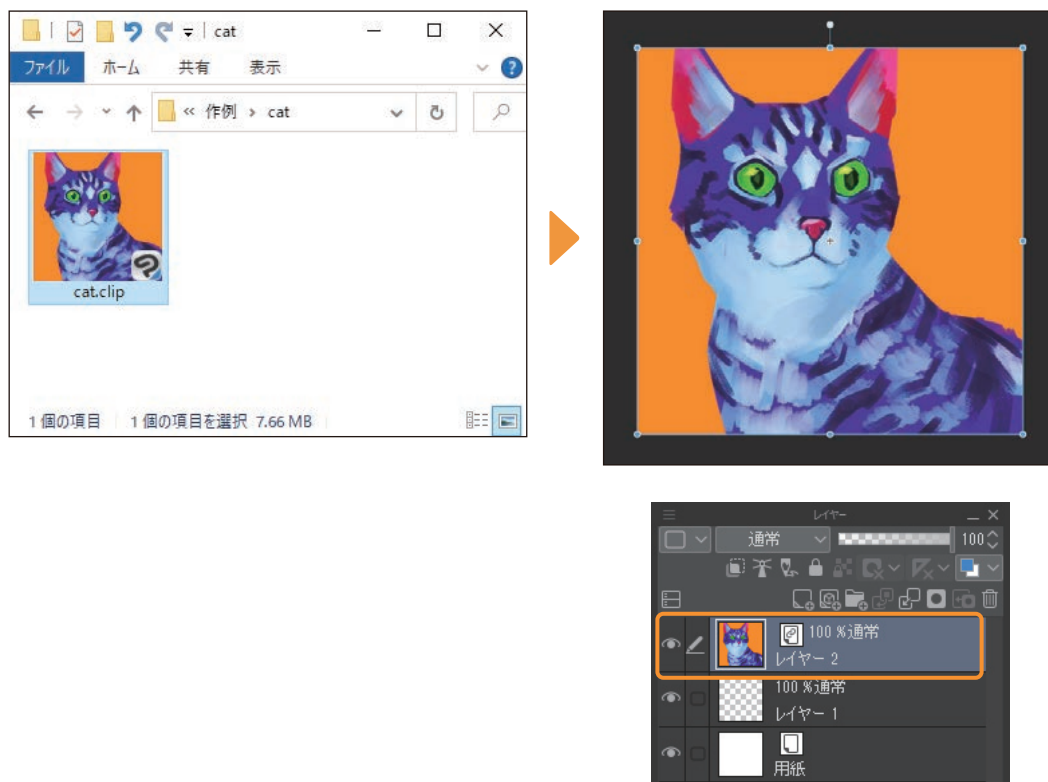 cat
ファイル ホーム 共有 表示
« 作例 › cat
cat.clip
1 個の項目 1 個の項目を選択 7.66 MB
レイヤー
通常 100
100 %通常
レイヤー 2
100 %通常
レイヤー 1
用紙